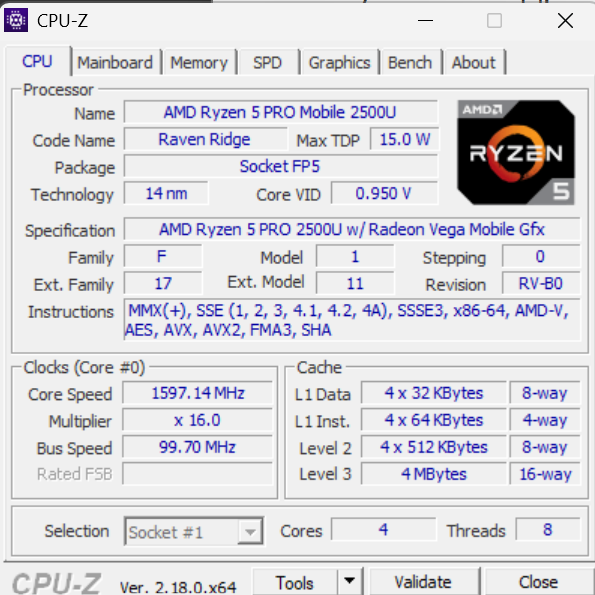 CPU-Z
CPU Mainboard Memory SPD Graphics Bench About
Processor
Name AMD Ryzen 5 PRO Mobile 2500U
Code Name Raven Ridge Max TDP 15.0 W
Package Socket FP5
Technology 14 nm Core VID 0.950 V
AMD
RYZEN
5
Specification AMD Ryzen 5 PRO 2500U w/ Radeon Vega Mobile Gfx
Family F Model 1 Stepping 0
Ext. Family 17 Ext. Model 11 Revision RV-B0
Instructions MMX(+), SSE (1, 2, 3, 4.1, 4.2, 4A), SSSE3, x86-64, AMD-V,
AES, AVX, AVX2, FMA3, SHA
Clocks (Core #0)
Core Speed 1597.14 MHz
Multiplier x 16.0
Bus Speed 99.70 MHz
Rated FSB
Cache
L1 Data 4 x 32 KBytes 8-way
L1 Inst. 4 x 64 KBytes 4-way
Level 2 4 x 512 KBytes 8-way
Level 3 4 MBytes 16-way
Selection Socket #1 Cores 4 Threads 8
CPU-Z Ver. 2.18.0.x64 Tools Validate Close